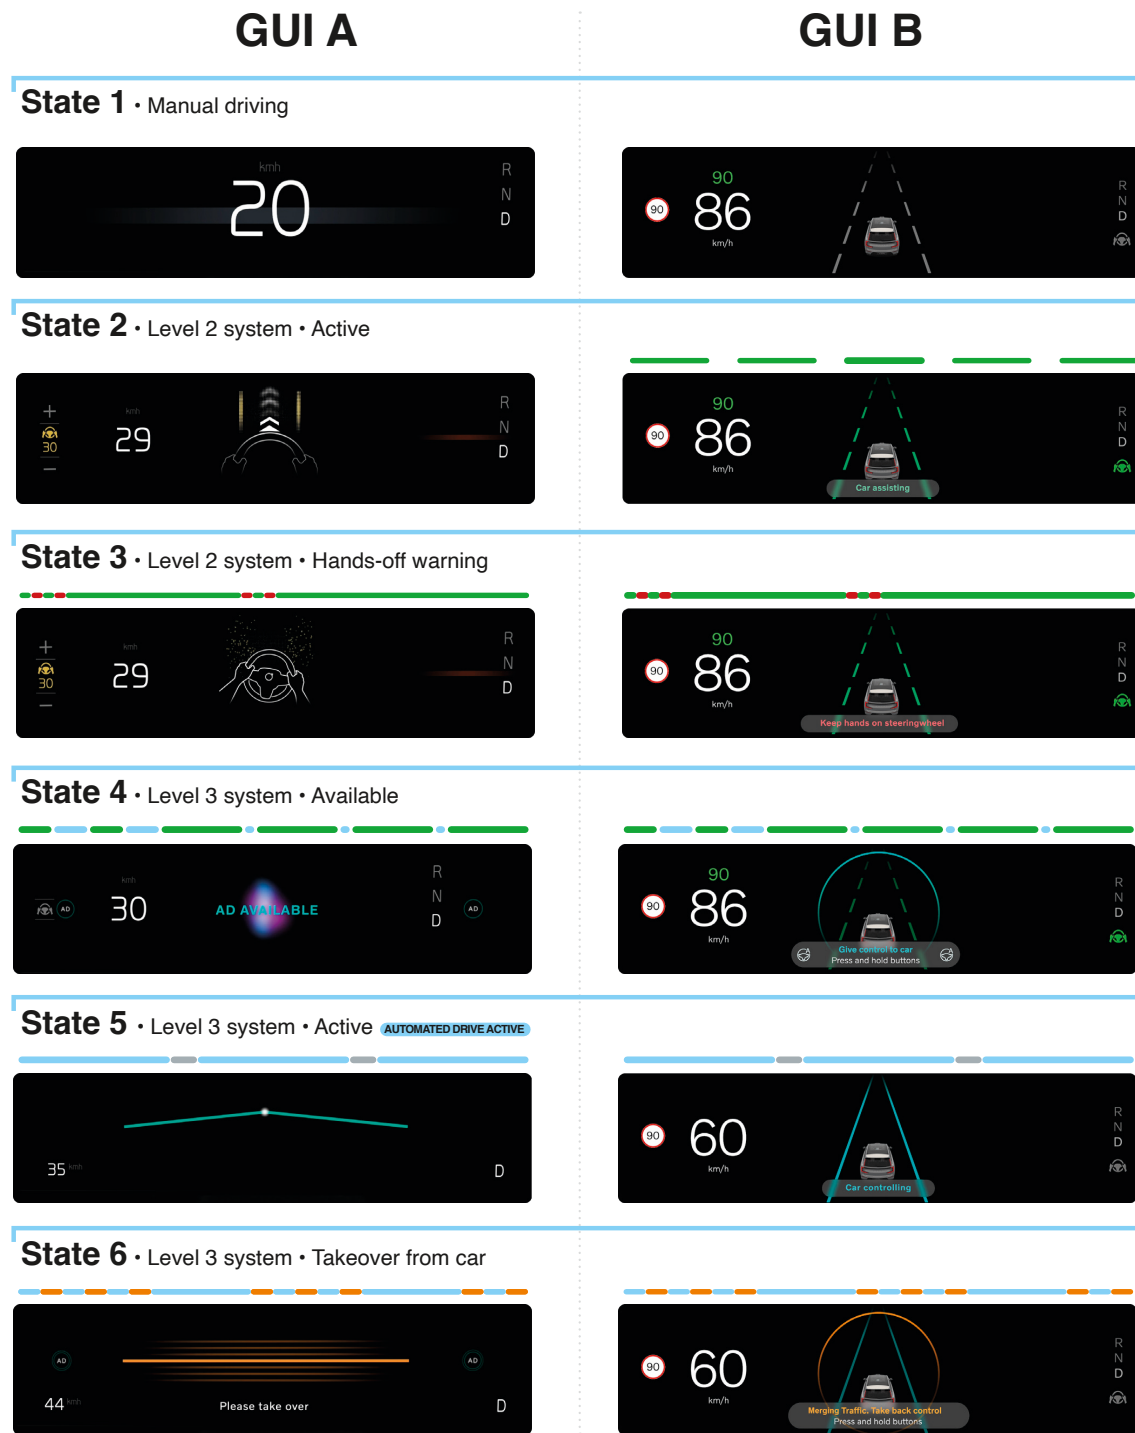 GUI A
GUI B
State 1 · Manual driving
kmh
20
R
N
D
90
90
86
km/h
R
N
D
State 2 · Level 2 system • Active
+
30
–
kmh
29
R
N
D
90
90
86
km/h
Car assisting
R
N
D
State 3 · Level 2 system • Hands-off warning
+
30
–
kmh
29
R
N
D
90
90
86
km/h
Keep hands on steeringwheel
R
N
D
State 4 · Level 3 system • Available
AD
kmh
30
AD AVAILABLE
R
N
D
AD
90
90
86
km/h
Give control to car
Press and hold buttons
R
N
D
State 5 · Level 3 system • Active AUTOMATED DRIVE ACTIVE
35 kmh
D
90
60
km/h
Car controlling
R
N
D
State 6 · Level 3 system • Takeover from car
AD
AD
44 kmh
Please take over
D
90
60
km/h
Merging Traffic. Take back control
Press and hold buttons
R
N
D